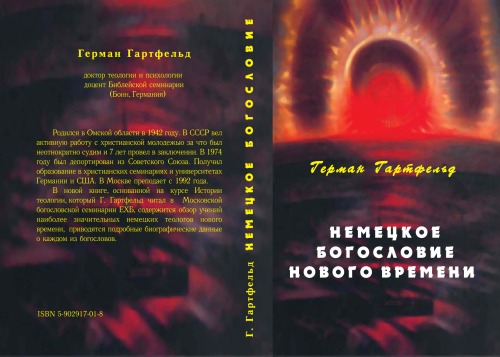 Герман Гартфельд
доктор теологии и психологии
доцент Библейской семинарии
(Бонн, Германия)
Родился в Омской области в 1942 году. В СССР вел
активную работу с христианской молодежью за что был
неоднократно судим и 7 лет провел в заключении. В 1974
году был депортирован из Советского Союза. Получил
образование в христианских семинариях и университетах
Германии и США. В Москве преподает с 1992 года.
В новой книге, основанной на курсе Истории
теологии, который Г. Гартфельд читал в Московской
богословской семинарии ЕХБ, содержится обзор учений
наиболее значительных немецких теологов нового
времени, приводятся подробные биографические данные
о каждом из богословов.
ISBN 5-902917-01-8
Г. Гартфельд НЕМЕЦКОЕ БОГОСЛОВИЕ
Герман Гартфельд
НЕМЕЦКОЕ
БОГОСЛОВИЕ
НОВОГО ВРЕМЕНИ